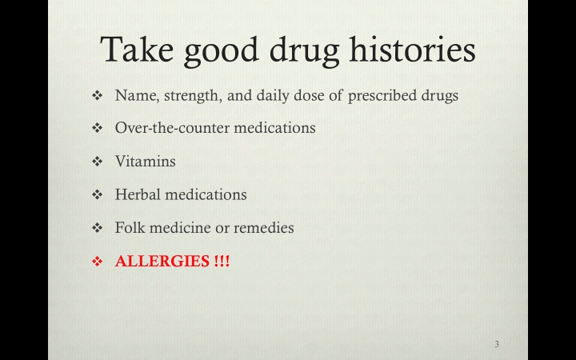 Take good drug histories
❖ Name, strength, and daily dose of prescribed drugs
❖ Over-the-counter medications
❖ Vitamins
❖ Herbal medications
❖ Folk medicine or remedies
❖ ALLERGIES !!!
3